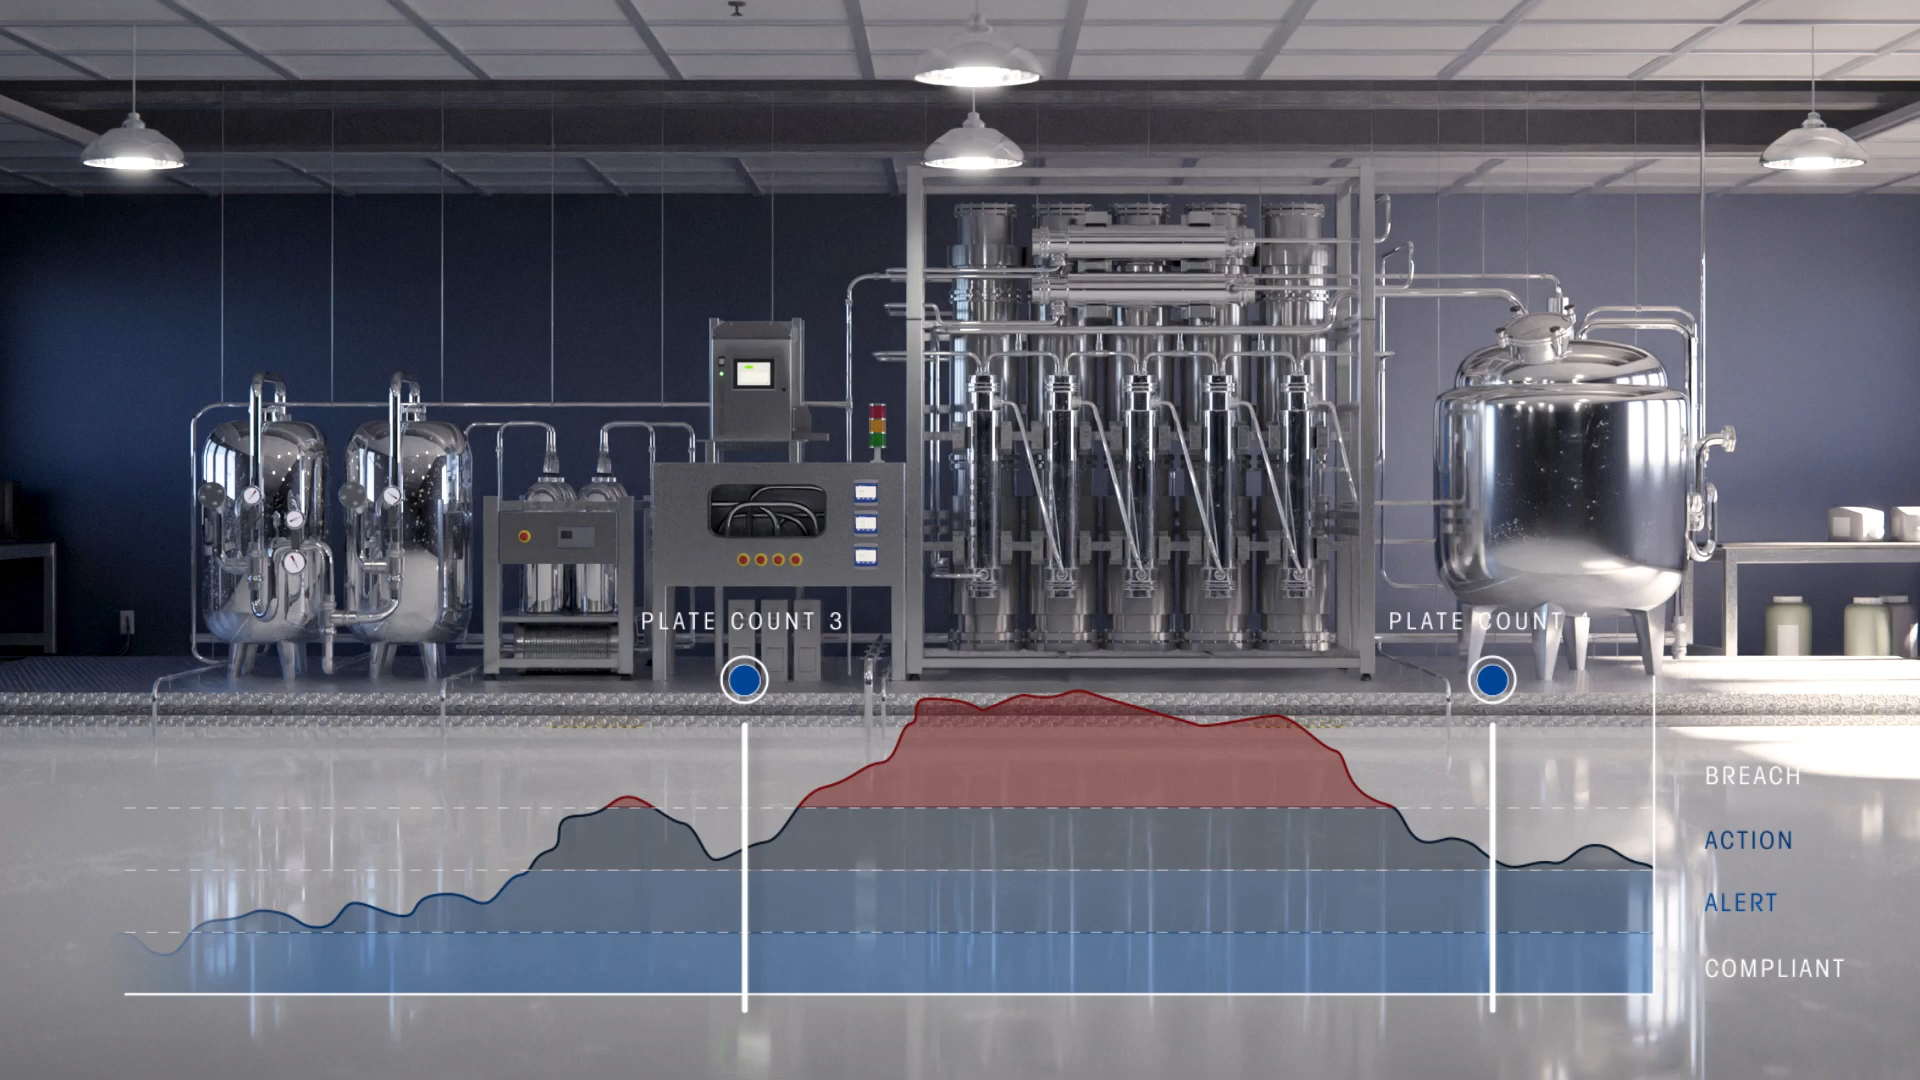 PLATE COUNT 3
PLATE COUNT
BREACH
ACTION
ALERT
COMPLIANT